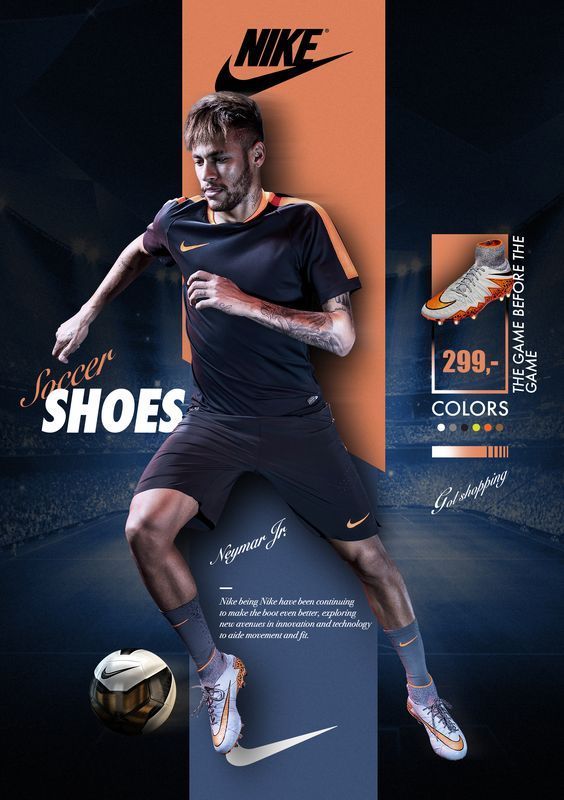 NIKE®
Soccer
SHOES
THE GAME BEFORE THE
GAME
299,-
COLORS
Gol shopping
Neymar Jr.
Nike being Nike have been continuing
to make the boot even better, exploring
new avenues in innovation and technology
to aide movement and fit.